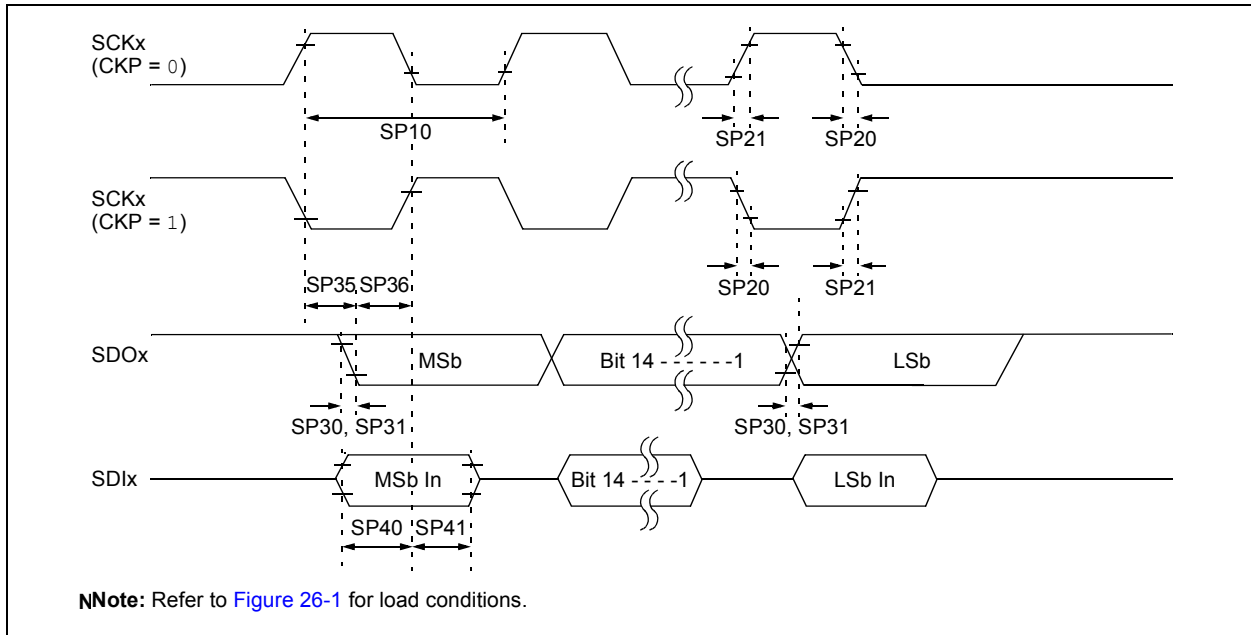 SCKx
(CKP = 0)
SP10
SP21
SP20
SCKx
(CKP = 1)
SP20
SP21
SP35
SP36
SDOx
MSb
Bit 14 - - - - - -1
LSb
SP30, SP31
SP30, SP31
SDIx
MSb In
Bit 14 - - - -1
LSb In
SP40
SP41
NNote: Refer to Figure 26-1 for load conditions.